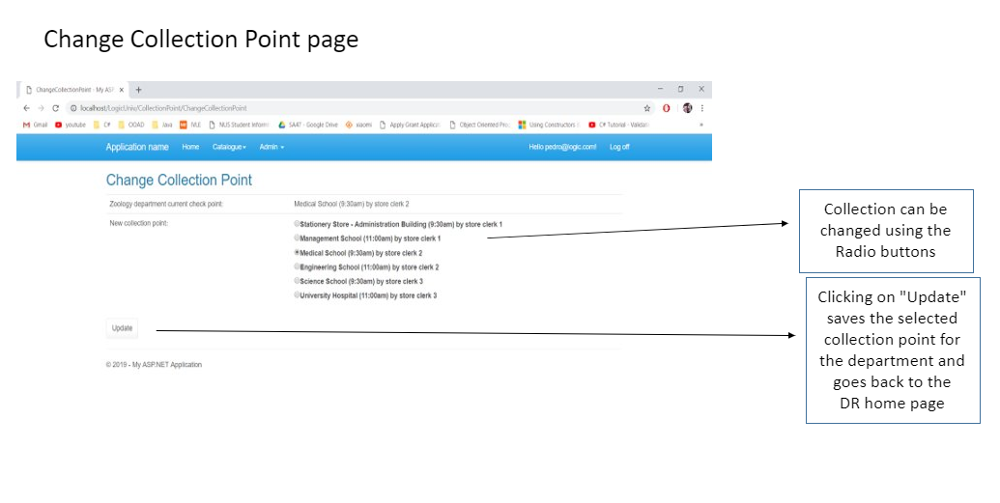 Change Collection Point page
ChangeCollectionPoint - My ASP
localhost/LogicUniv/CollectionPoint/ChangeCollectionPoint
Gmail youtube C# OOAD Java IVLE NUS Student Inform SAAT - Google Drive xiaomi Apply Grant Applica Object Oriented Pro Using Constructors C# Tutorial - Validati »
Application name Home Catalogue Admin Hello pedro@logic.com! Log off
Change Collection Point
Zoology department current check point: Medical School (9:30am) by store clerk 2
New collection point: Stationery Store - Administration Building (9:30am) by store clerk 1
Management School (11:00am) by store clerk 1
Medical School (9:30am) by store clerk 2
Engineering School (11:00am) by store clerk 2
Science School (9:30am) by store clerk 3
University Hospital (11:00am) by store clerk 3
Update
© 2019 - My ASP.NET Application
Collection can be
changed using the
Radio buttons
Clicking on "Update"
saves the selected
collection point for
the department and
goes back to the
DR home page